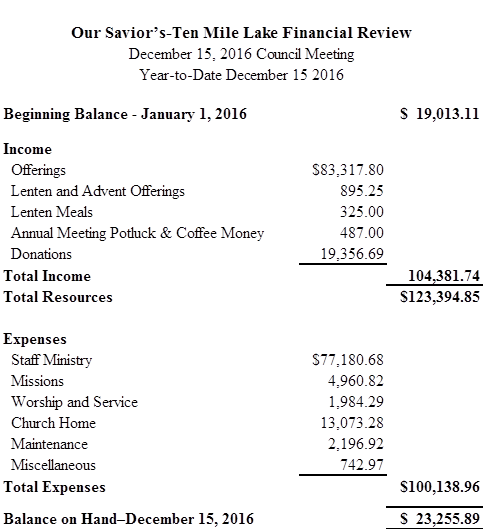 Our Savior's-Ten Mile Lake Financial Review
December 15, 2016 Council Meeting
Year-to-Date December 15 2016
Beginning Balance - January 1, 2016 $ 19,013.11
Income
Offerings $83,317.80
Lenten and Advent Offerings 895.25
Lenten Meals 325.00
Annual Meeting Potluck & Coffee Money 487.00
Donations 19,356.69
Total Income 104,381.74
Total Resources $123,394.85
Expenses
Staff Ministry $77,180.68
Missions 4,960.82
Worship and Service 1,984.29
Church Home 13,073.28
Maintenance 2,196.92
Miscellaneous 742.97
Total Expenses $100,138.96
Balance on Hand–December 15, 2016 $ 23,255.89